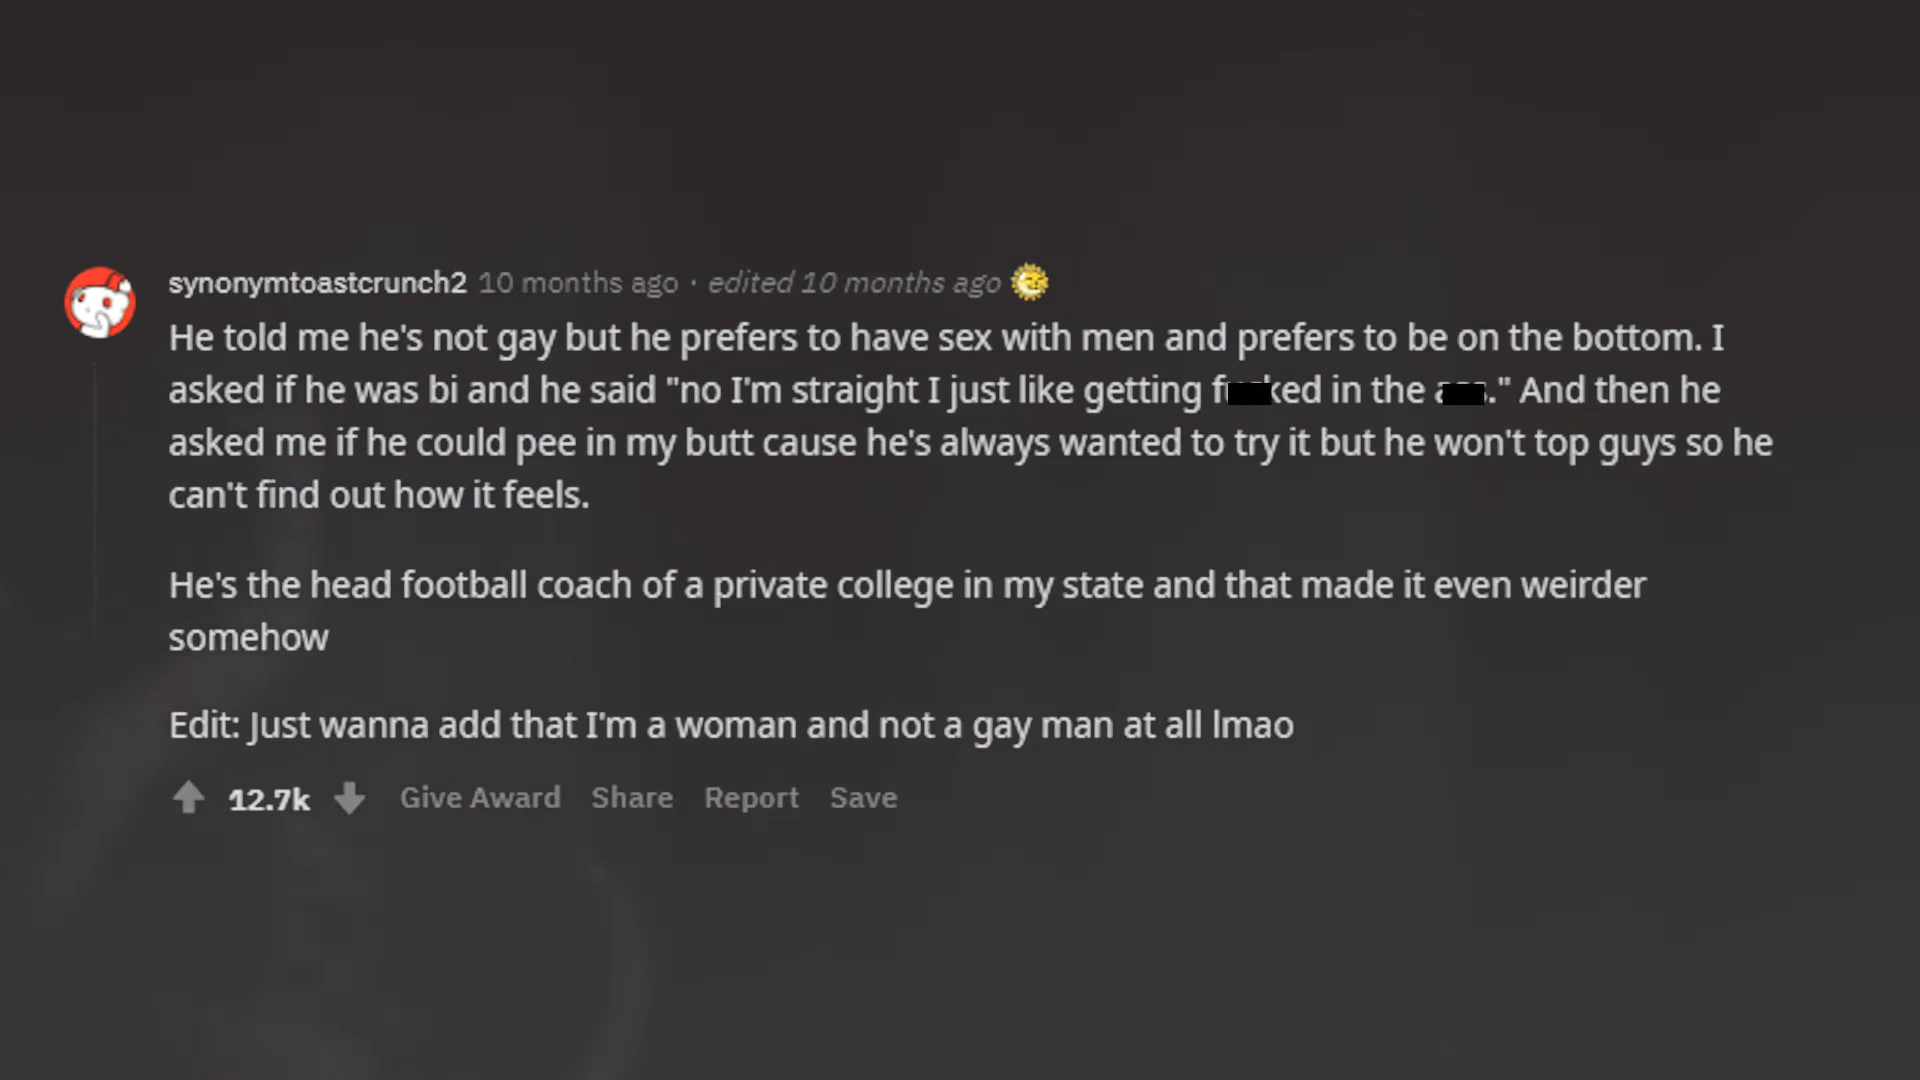 synonymtoastcrunch2 10 months ago · edited 10 months ago
He told me he's not gay but he prefers to have sex with men and prefers to be on the bottom. I
asked if he was bi and he said "no I'm straight I just like getting f ked in the a s." And then he
asked me if he could pee in my butt cause he's always wanted to try it but he won't top guys so he
can't find out how it feels.
He's the head football coach of a private college in my state and that made it even weirder
somehow
Edit: Just wanna add that I'm a woman and not a gay man at all lmao
12.7k Give Award Share Report Save